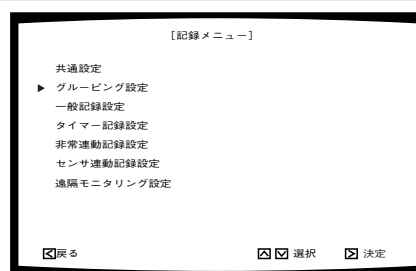 [記録メニュー]
共通設定
▶ グルーピング設定
一般記録設定
タイマー記録設定
非常連動記録設定
センサ連動記録設定
遠隔モニタリング設定
戻る 選択 決定